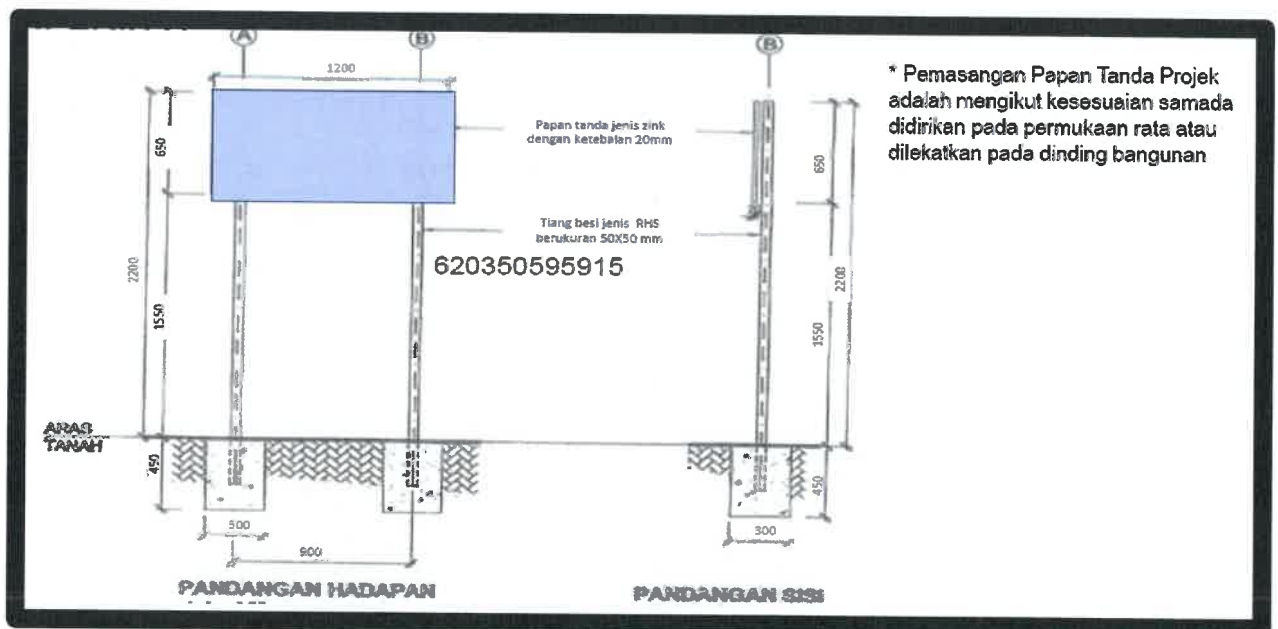 A
B
B
1200
650
2200
1550
450
500
900
Papan tanda jenis zink
dengan ketebalan 20mm
Tiang besi jenis RHS
berukuran 50X50 mm
620350595915
ARAS
TANAH
PANDANGAN HADAPAN
650
2200
1550
450
300
PANDANGAN SISI
* Pemasangan Papan Tanda Projek
adalah mengikut kesesuaian samada
didirikan pada permukaan rata atau
dilekatkan pada dinding bangunan